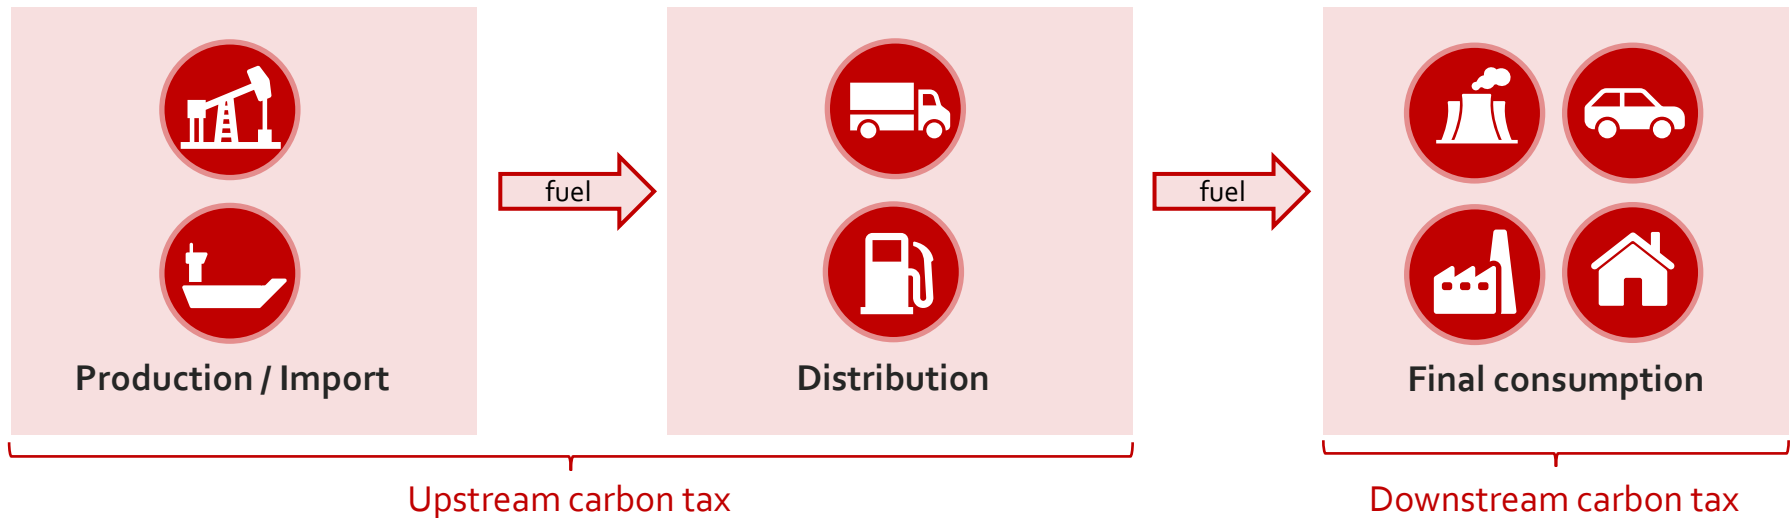 fuel
fuel
Production / Import
Distribution
Final consumption
Upstream carbon tax
Downstream carbon tax